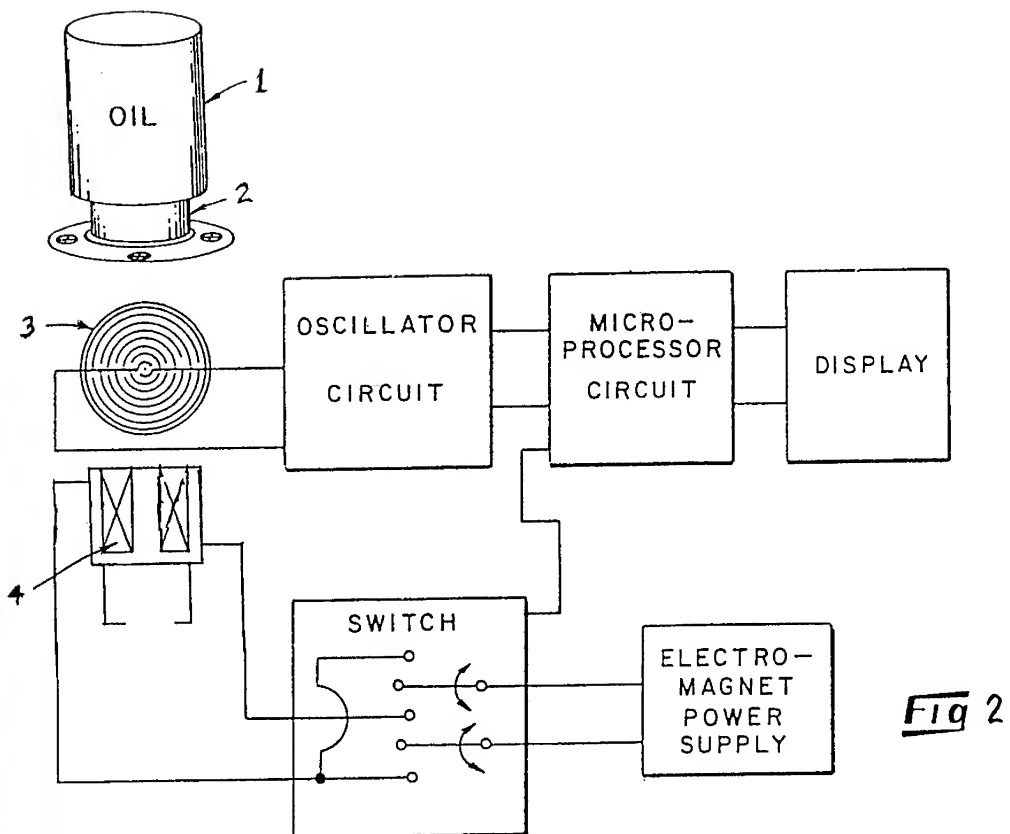 1
OIL
2
3
OSCILLATOR
CIRCUIT
MICRO-
PROCESSOR
CIRCUIT
DISPLAY
4
SWITCH
ELECTRO-
MAGNET
POWER
SUPPLY
Fig 2